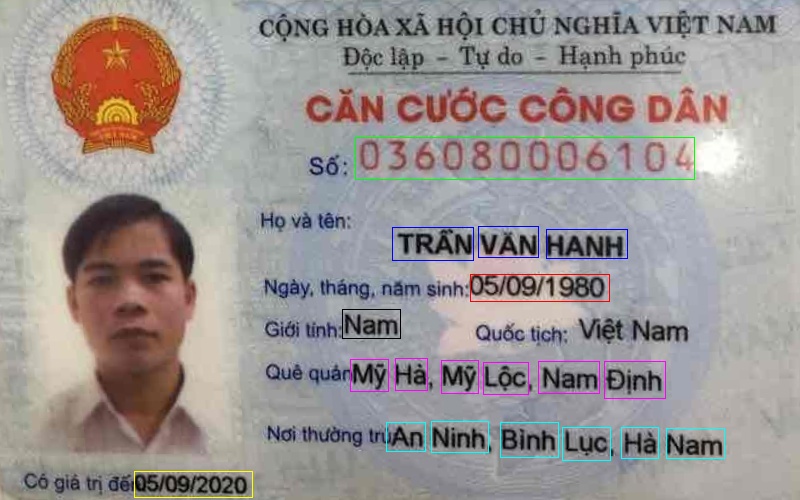 CỘNG HÒA XÃ HỘI CHỦ NGHĨA VIỆT NAM
Độc lập – Tự do – Hạnh phúc
CĂN CƯỚC CÔNG DÂN
Số: 036080006104
Họ và tên:
TRẦN VĂN HANH
Ngày, tháng, năm sinh: 05/09/1980
Giới tính: Nam Quốc tịch: Việt Nam
Quê quán Mỹ Hà, Mỹ Lộc, Nam Định
Nơi thường trú An Ninh, Bình Lục, Hà Nam
Có giá trị đến 05/09/2020